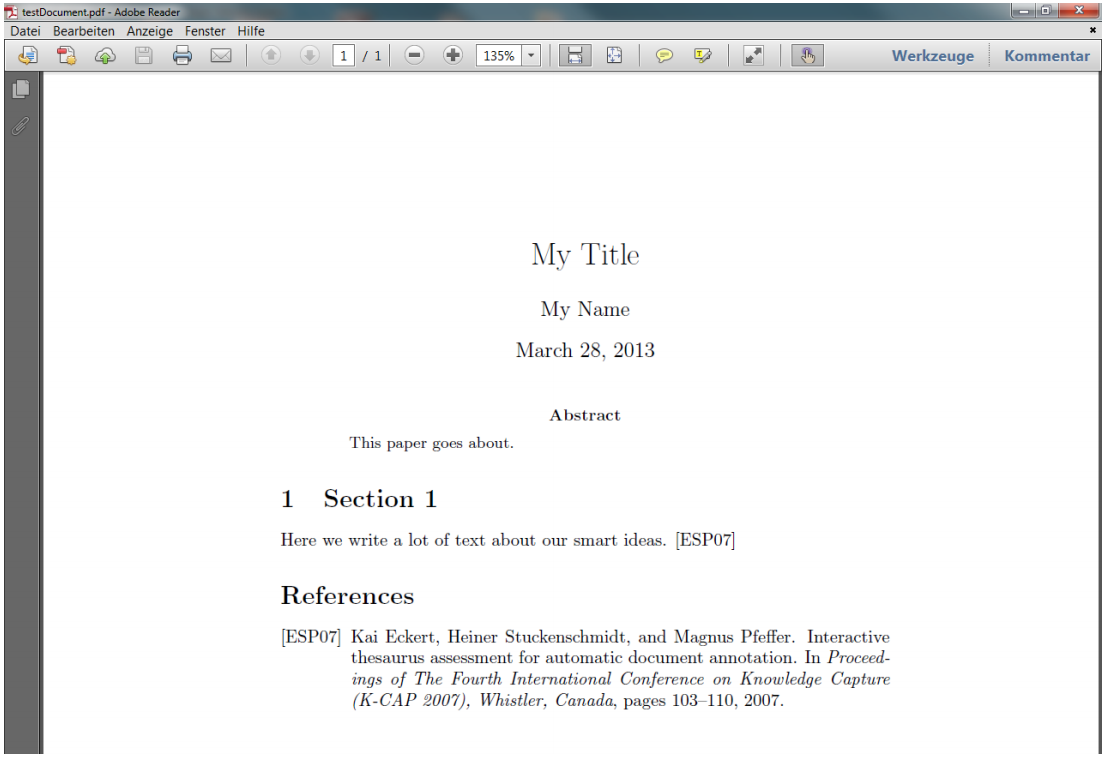 testDocument.pdf - Adobe Reader
Datei Bearbeiten Anzeige Fenster Hilfe
1 / 1 135% Werkzeuge Kommentar
My Title
My Name
March 28, 2013
Abstract
This paper goes about.
1 Section 1
Here we write a lot of text about our smart ideas. [ESP07]
References
[ESP07] Kai Eckert, Heiner Stuckenschmidt, and Magnus Pfeffer. Interactive
thesaurus assessment for automatic document annotation. In Proceed-
ings of The Fourth International Conference on Knowledge Capture
(K-CAP 2007), Whistler, Canada, pages 103–110, 2007.